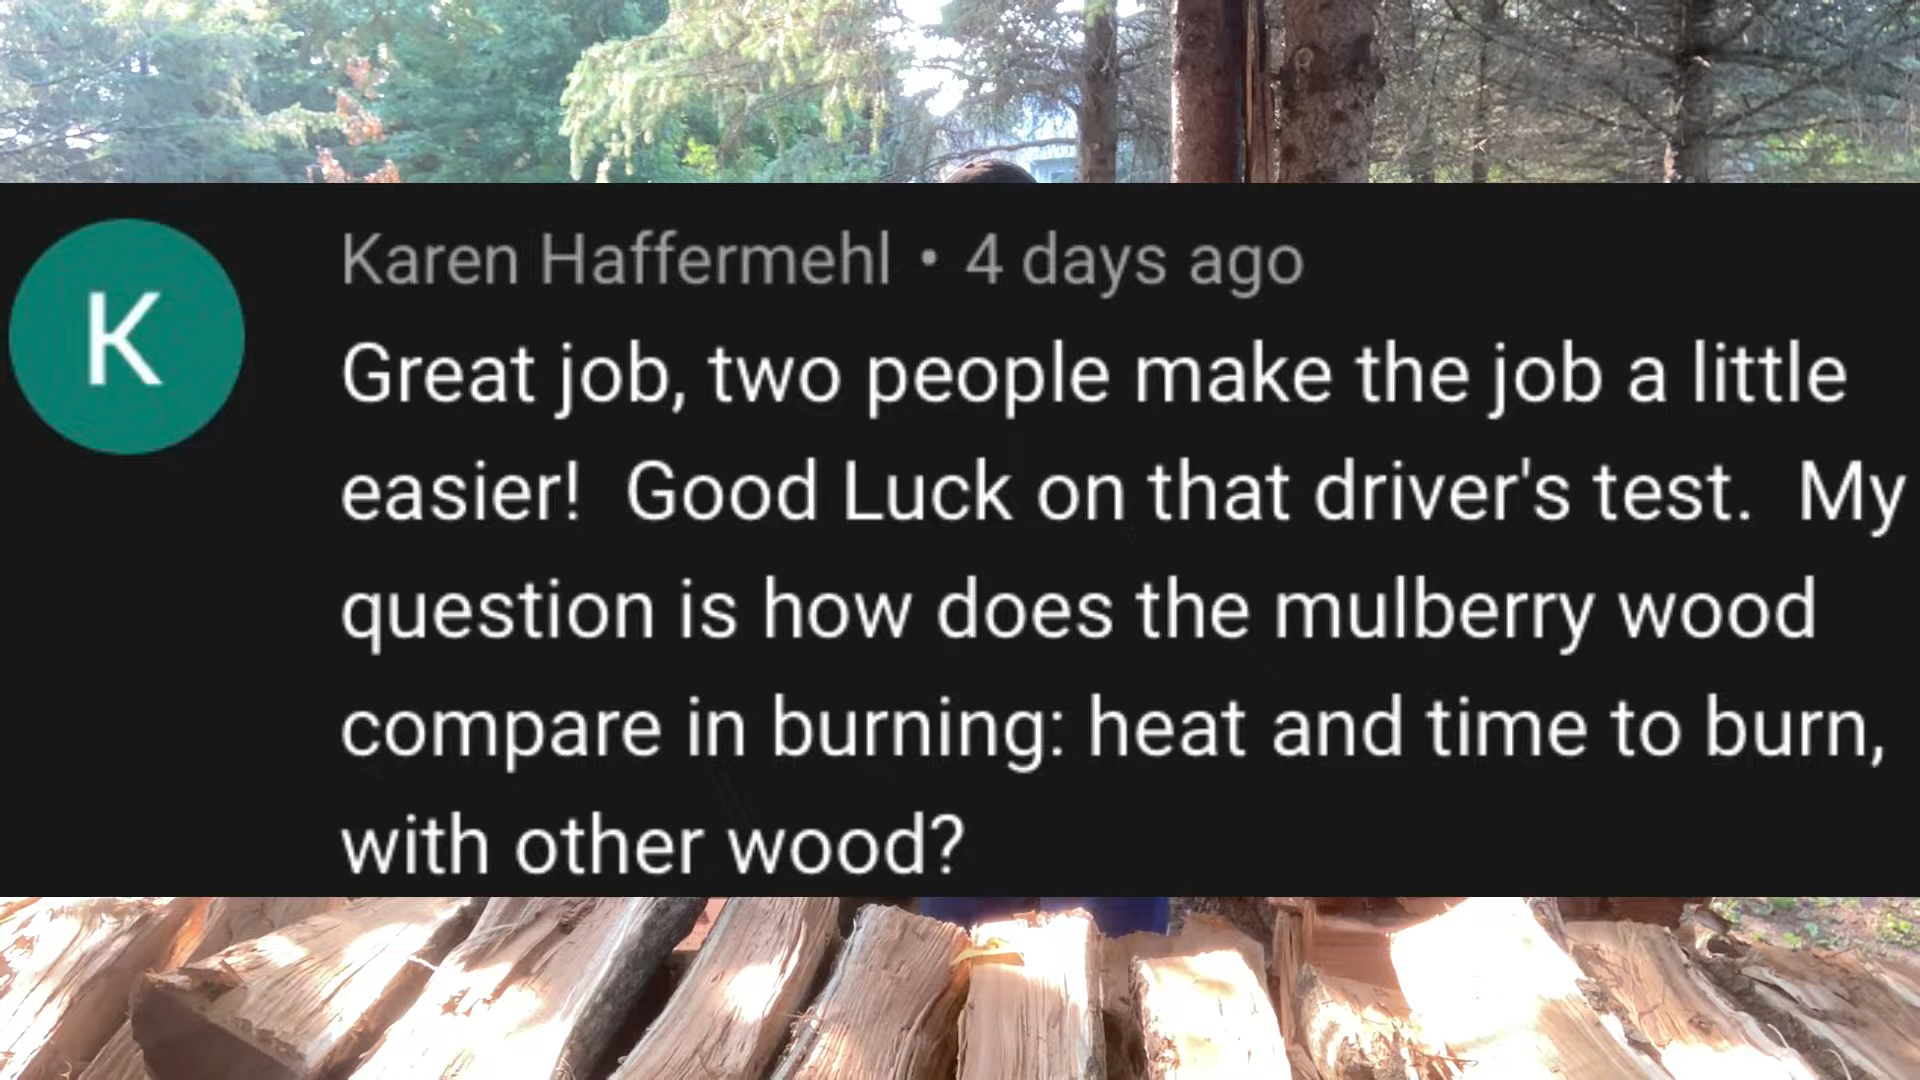 K
Karen Haffermehl • 4 days ago
Great job, two people make the job a little
easier!  Good Luck on that driver's test.  My
question is how does the mulberry wood
compare in burning: heat and time to burn,
with other wood?